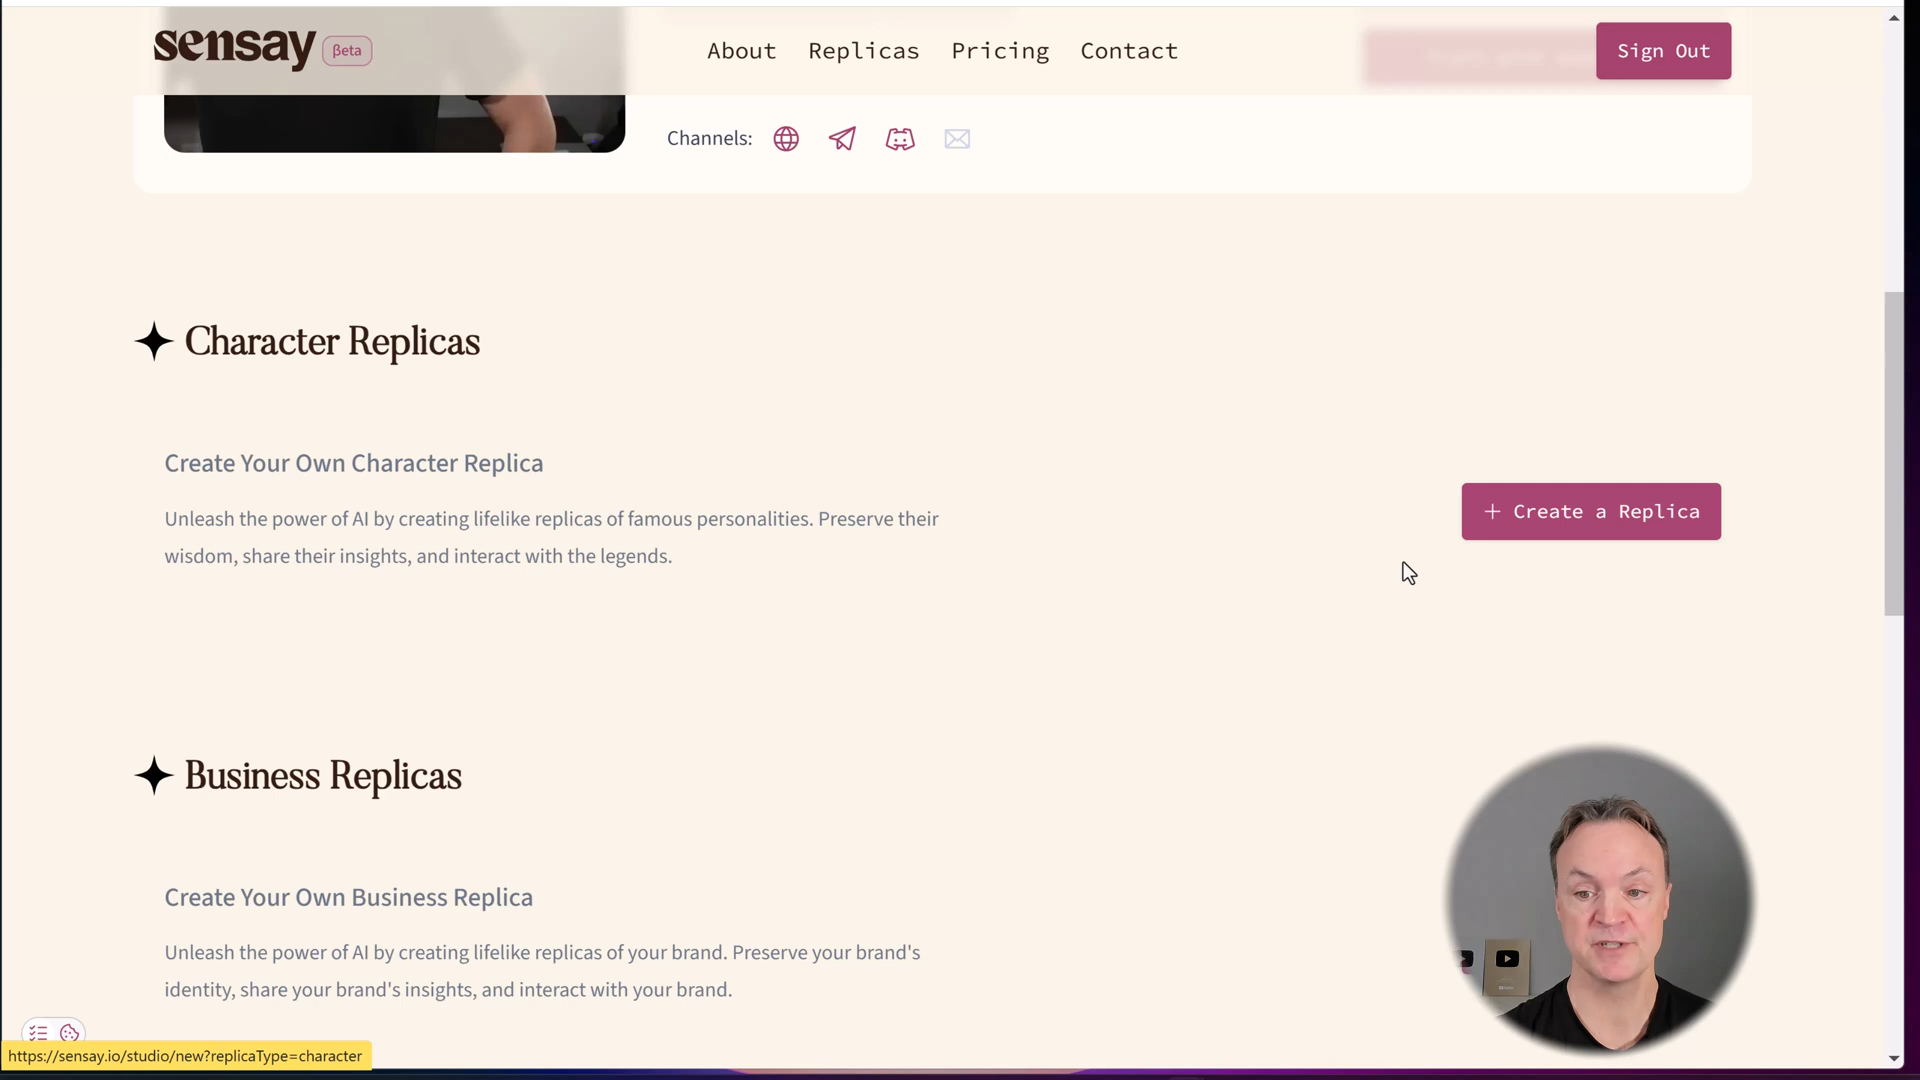 sensay βeta
About Replicas Pricing Contact
Sign Out
Channels:
Character Replicas
Create Your Own Character Replica
Unleash the power of AI by creating lifelike replicas of famous personalities. Preserve their
wisdom, share their insights, and interact with the legends.
+ Create a Replica
Business Replicas
Create Your Own Business Replica
Unleash the power of AI by creating lifelike replicas of your brand. Preserve your brand's
identity, share your brand's insights, and interact with your brand.
https://sensay.io/studio/new?replicaType=character